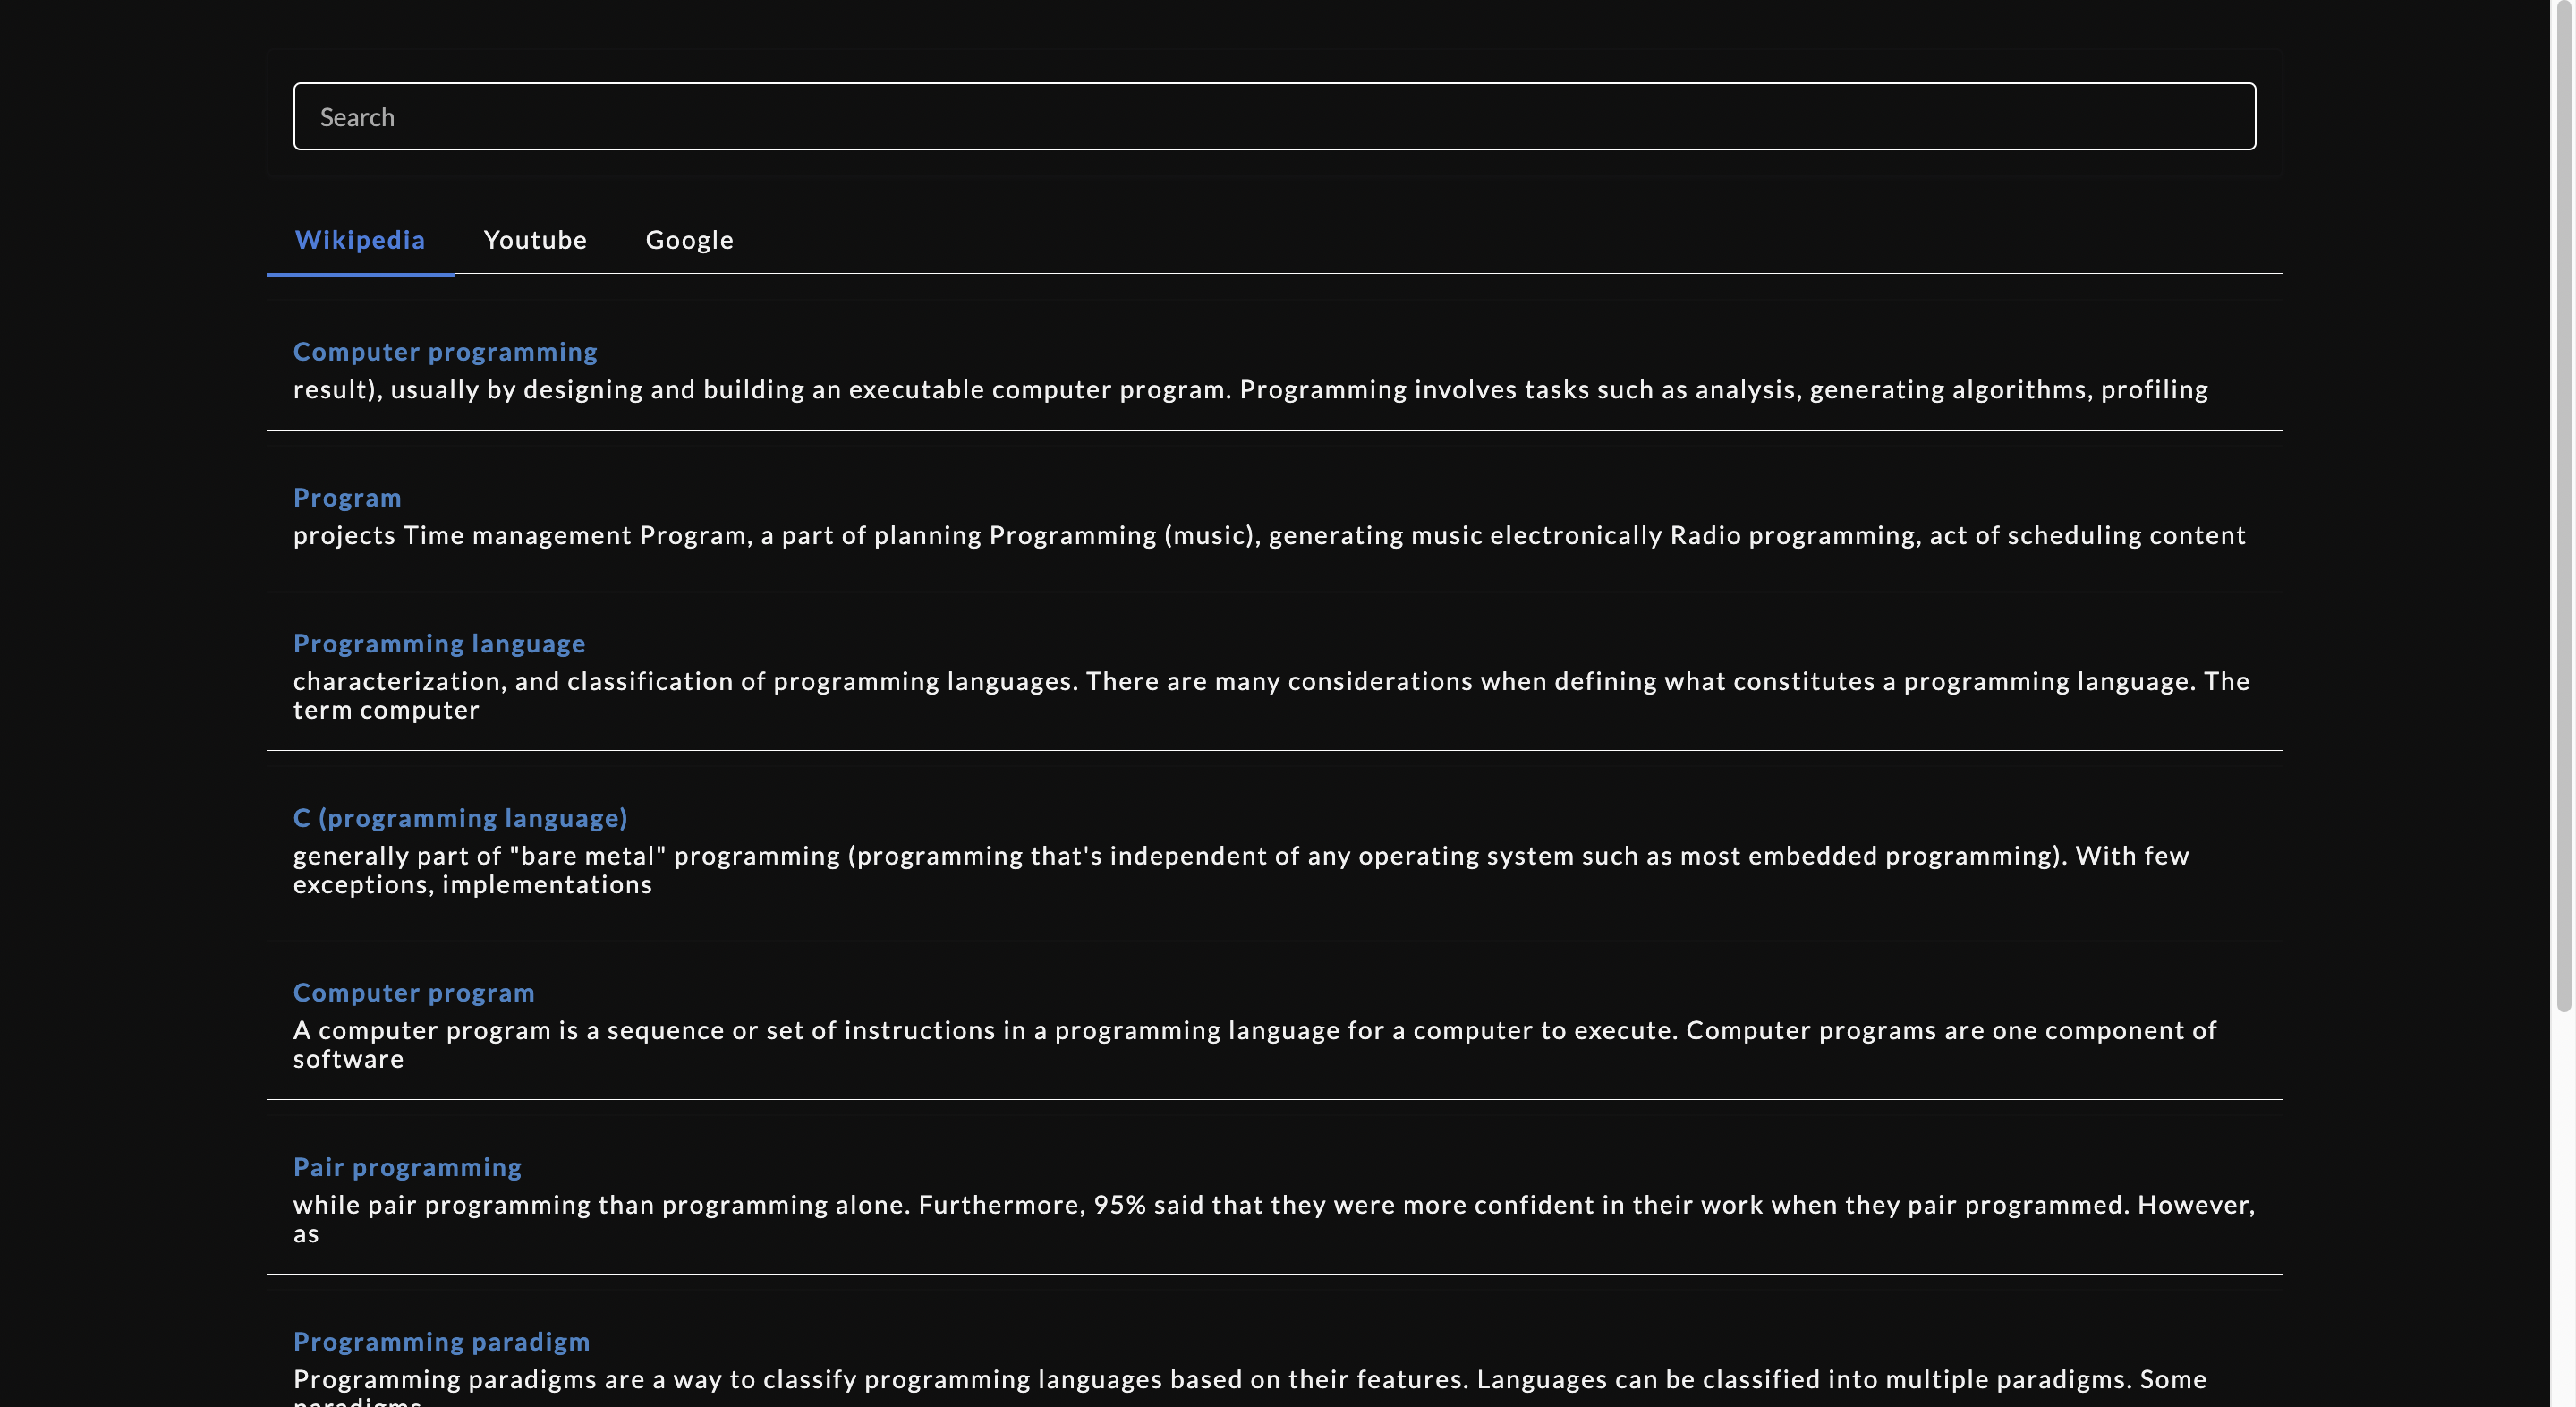 Search
Wikipedia Youtube Google
Computer programming
result), usually by designing and building an executable computer program. Programming involves tasks such as analysis, generating algorithms, profiling
Program
projects Time management Program, a part of planning Programming (music), generating music electronically Radio programming, act of scheduling content
Programming language
characterization, and classification of programming languages. There are many considerations when defining what constitutes a programming language. The
term computer
C (programming language)
generally part of "bare metal" programming (programming that's independent of any operating system such as most embedded programming). With few
exceptions, implementations
Computer program
A computer program is a sequence or set of instructions in a programming language for a computer to execute. Computer programs are one component of
software
Pair programming
while pair programming than programming alone. Furthermore, 95% said that they were more confident in their work when they pair programmed. However,
as
Programming paradigm
Programming paradigms are a way to classify programming languages based on their features. Languages can be classified into multiple paradigms. Some